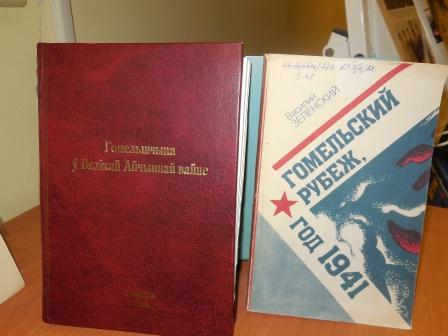 Гомельшчына
ў Вялікай Айчыннай вайне
Василий
ЗЕЛЕНСКИЙ
ГОМЕЛЬСКИЙ
РУБЕЖ,
ГОД 1941